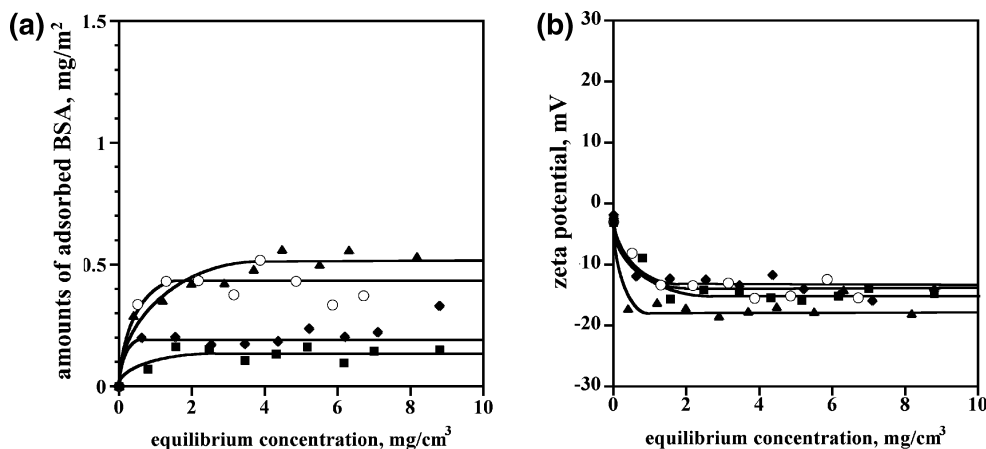 (a)
amounts of adsorbed BSA, mg/m²
1.5
1
0.5
0
0 2 4 6 8 10
equilibrium concentration, mg/cm³
(b)
zeta potential, mV
30
20
10
0
-10
-20
-30
0 2 4 6 8 10
equilibrium concentration, mg/cm³